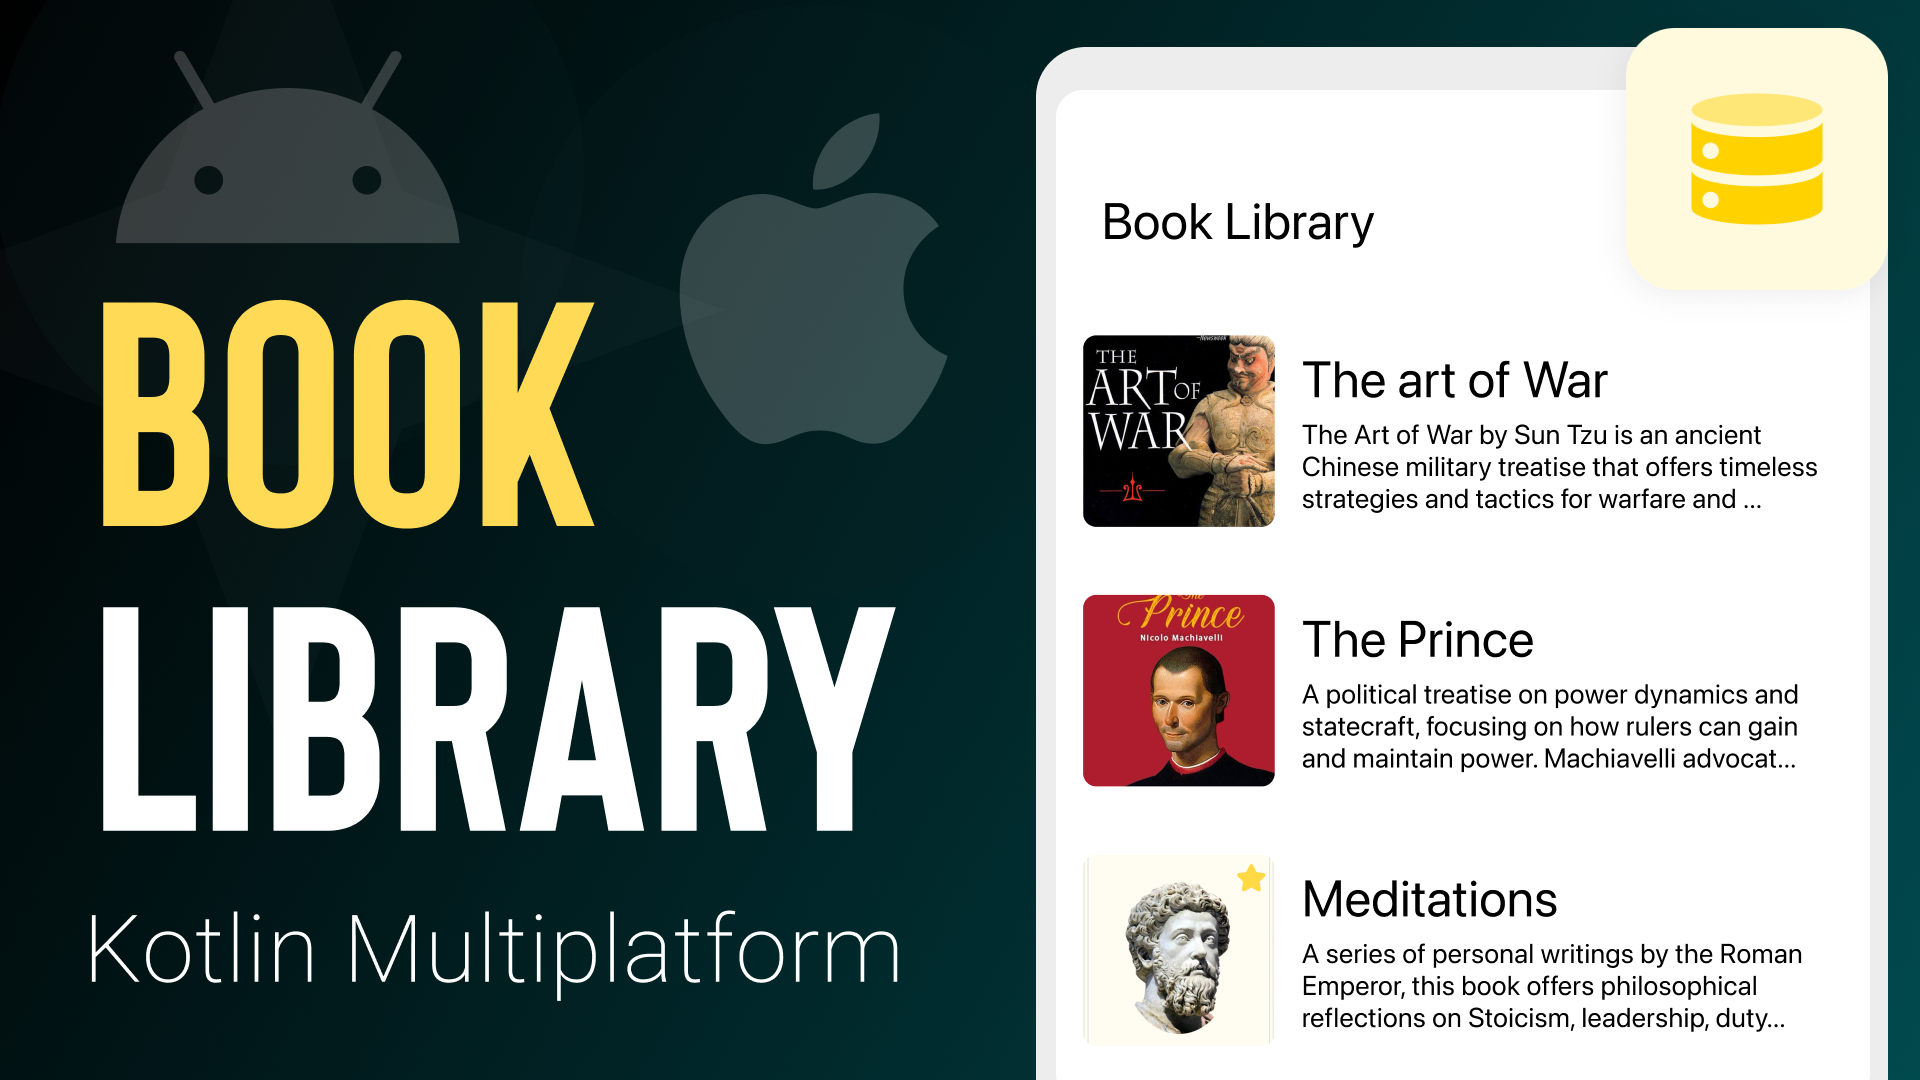 BOOK
LIBRARY
Kotlin Multiplatform
Book Library
—Newsweek
THE
ART OF
WAR
The art of War
The Art of War by Sun Tzu is an ancient
Chinese military treatise that offers timeless
strategies and tactics for warfare and ...
The
Prince
Nicolo Machiavelli
The Prince
A political treatise on power dynamics and
statecraft, focusing on how rulers can gain
and maintain power. Machiavelli advocat...
Meditations
A series of personal writings by the Roman
Emperor, this book offers philosophical
reflections on Stoicism, leadership, duty...